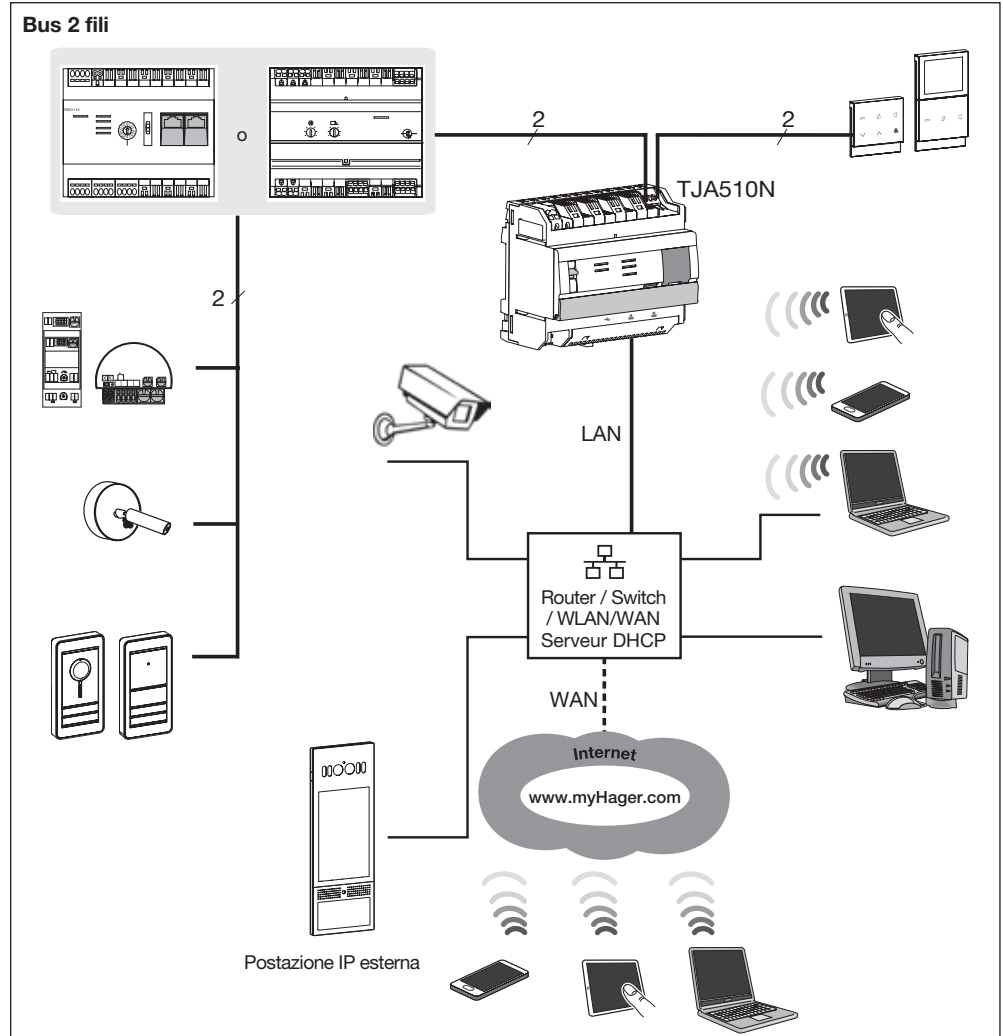 Bus 2 fili
o
2
2
TJA510N
2
LAN
Router / Switch
/ WLAN/WAN
Serveur DHCP
WAN
Internet
www.myHager.com
Postazione IP esterna